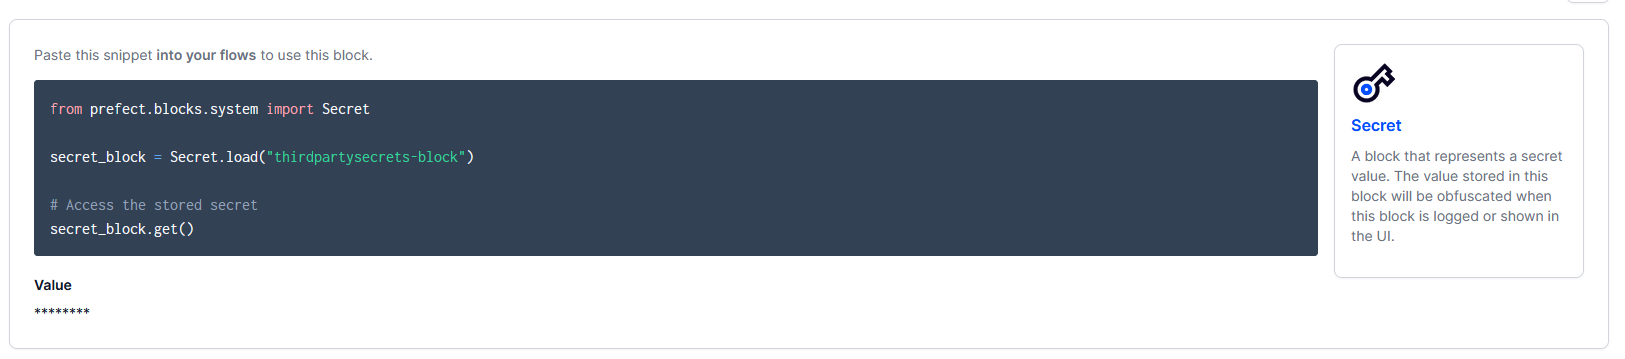 Paste this snippet into your flows to use this block.
from prefect.blocks.system import Secret
secret_block = Secret.load("thirdpartysecrets-block")
# Access the stored secret
secret_block.get()
Value
********
Secret
A block that represents a secret
value. The value stored in this
block will be obfuscated when
this block is logged or shown in
the UI.